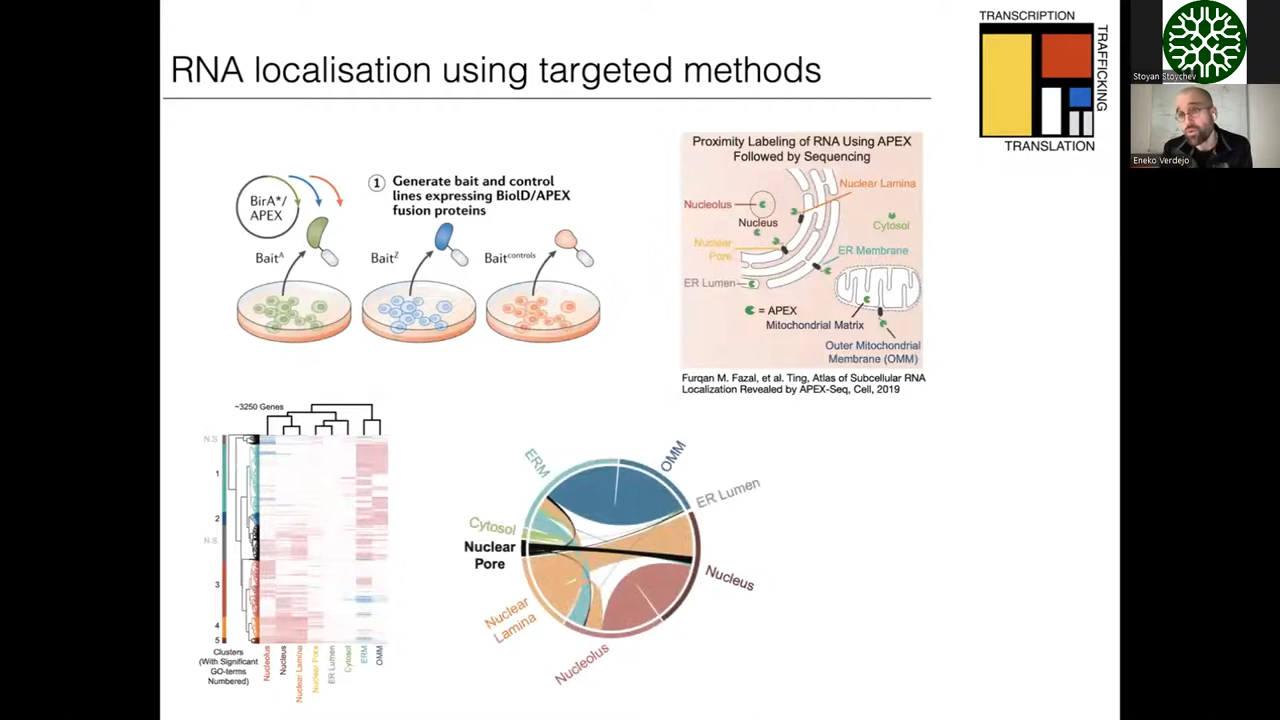 RNA localisation using targeted methods
TRANSCRIPTION
TRAFFICKING
TRANSLATION
Stoyan Stoychev
Eneko Verdejo
BirA*/
APEX
1
Generate bait and control
lines expressing BioID/APEX
fusion proteins
Bait^A
Bait^Z
Bait^controls
Proximity Labeling of RNA Using APEX
Followed by Sequencing
Nuclear Lamina
Nucleolus
Nucleus
Cytosol
Nuclear
Pore
ER Membrane
ER Lumen
= APEX
Mitochondrial Matrix
Outer Mitochondrial
Membrane (OMM)
Furqan M. Fazal, et al. Ting, Atlas of Subcellular RNA
Localization Revealed by APEX-Seq, Cell, 2019
~3250 Genes
N.S
1
2
N.S
3
4
5
Clusters
(With Significant
GO-terms
Numbered)
Nucleolus
Nucleus
Nuclear Lamina
Nuclear Pore
ER Lumen
Cytosol
ERM
OMM
ERM
OMM
ER Lumen
Cytosol
Nuclear
Pore
Nucleus
Nuclear
Lamina
Nucleolus